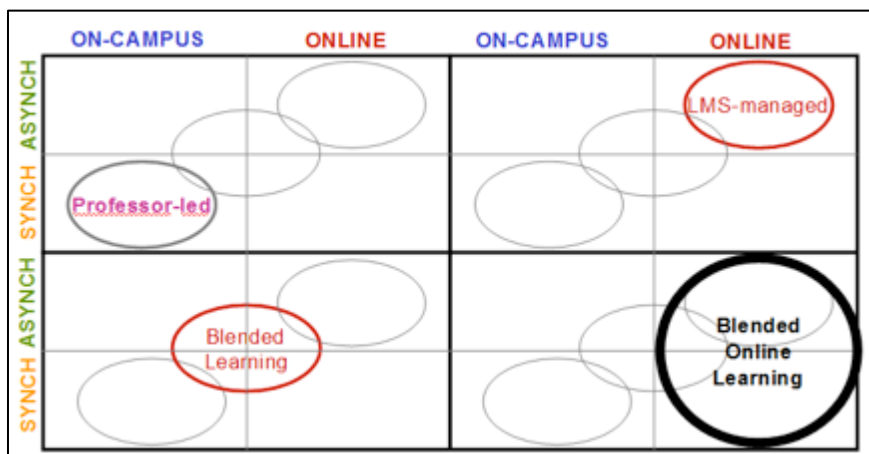 ON-CAMPUS ONLINE ON-CAMPUS ONLINE
ASYNCH
SYNCH
LMS-managed
Professor-led
ASYNCH
SYNCH
Blended
Learning
Blended
Online
Learning